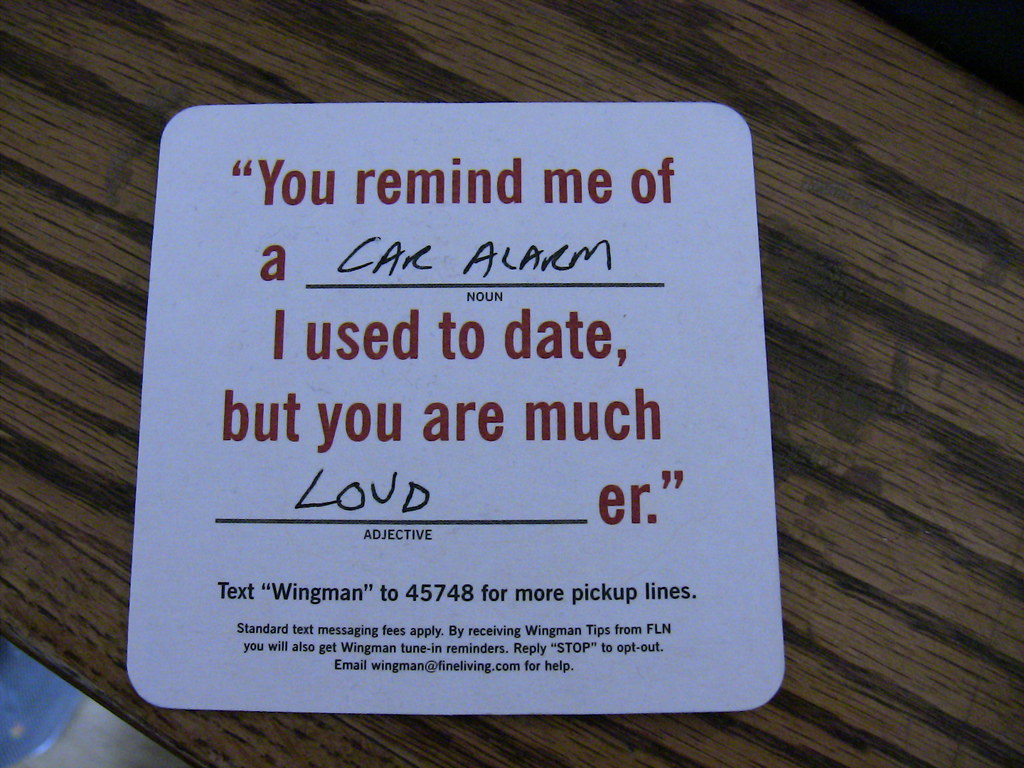 “You remind me of
a CAR ALARM
NOUN
I used to date,
but you are much
LOUD er.”
ADJECTIVE
Text “Wingman” to 45748 for more pickup lines.
Standard text messaging fees apply. By receiving Wingman Tips from FLN
you will also get Wingman tune-in reminders. Reply “STOP” to opt-out.
Email wingman@fineliving.com for help.